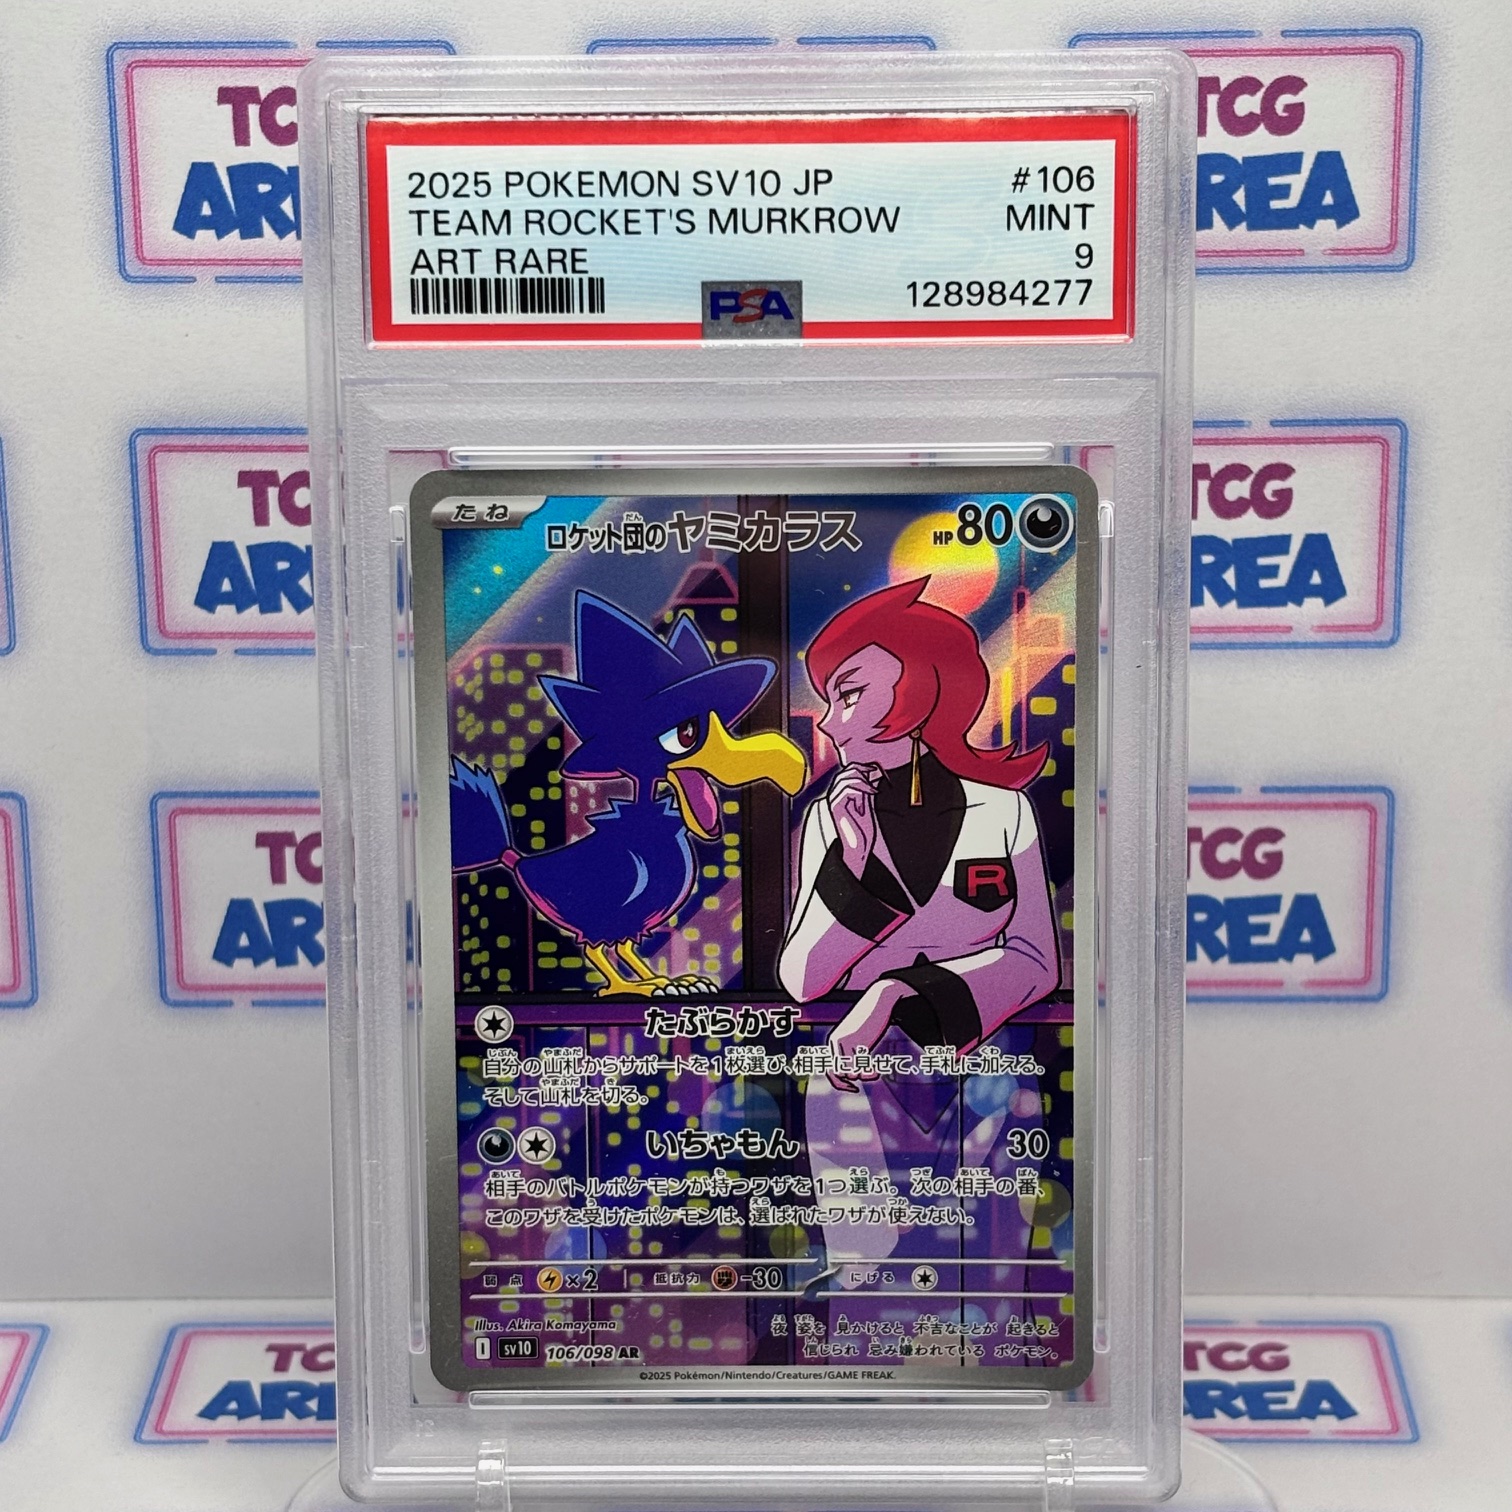 TCG AREA
2025 POKEMON SV10 JP #106
TEAM ROCKET'S MURKROW MINT
ART RARE 9
PSA 128984277
たね ロケット団のヤミカラス HP80
たぶらかす
自分の山札からサポートを1枚選び、相手に見せて、手札に加える。
そして山札を切る。
いちゃもん 30
相手のバトルポケモンが持つワザを1つ選ぶ。次の相手の番、
このワザを受けたポケモンは、選ばれたワザが使えない。
弱点 ×2 抵抗力 -30 にげる
Illus. Akira Komayama
夜 姿を 見かけると 不吉なことが 起きると
信じられ 忌み嫌われている ポケモン。
I SV10 106/098 AR
©2025 Pokémon/Nintendo/Creatures/GAME FREAK.
R
TCG
AREA
TCG
AREA
TCG
AREA
TCG
AREA